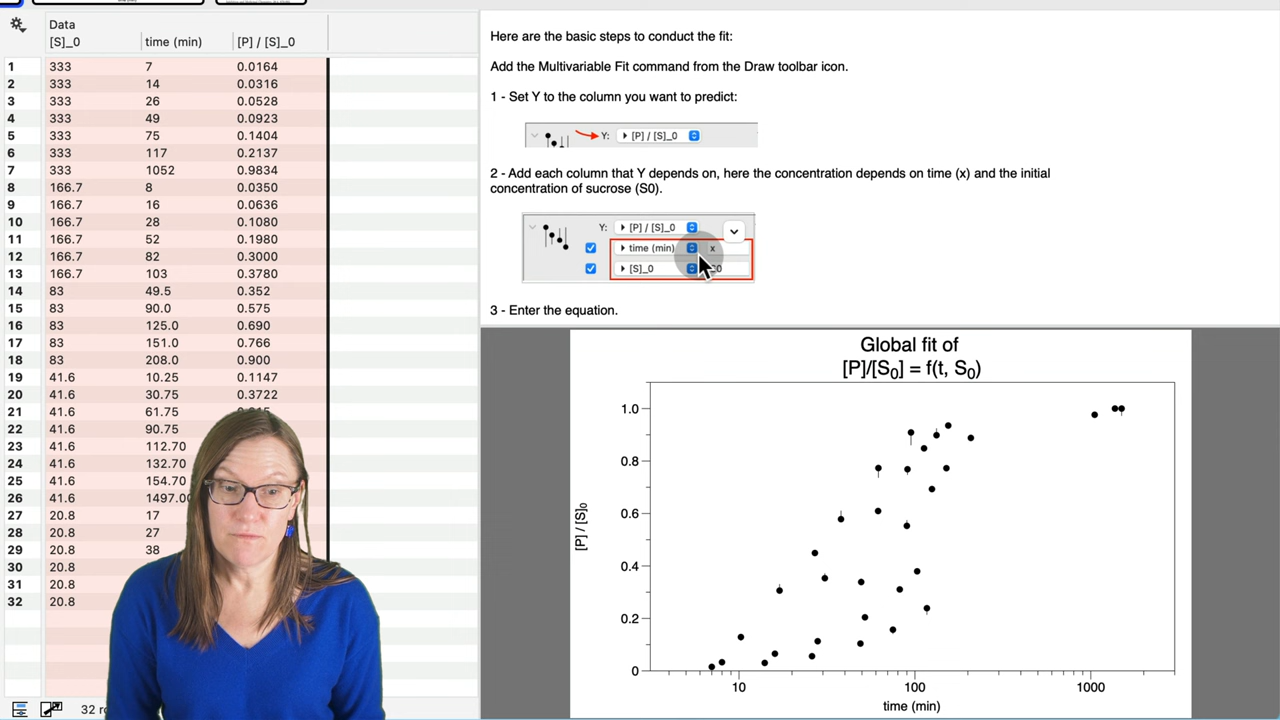 Data
[S]_0 time (min) [P] / [S]_0
1 333 7 0.0164
2 333 14 0.0316
3 333 26 0.0528
4 333 49 0.0923
5 333 75 0.1404
6 333 117 0.2137
7 333 1052 0.9834
8 166.7 8 0.0350
9 166.7 16 0.0636
10 166.7 28 0.1080
11 166.7 52 0.1980
12 166.7 82 0.3000
13 166.7 103 0.3780
14 83 49.5 0.352
15 83 90.0 0.575
16 83 125.0 0.690
17 83 151.0 0.766
18 83 208.0 0.900
19 41.6 10.25 0.1147
20 41.6 30.75 0.3722
21 41.6 61.75
22 41.6 90.75
23 41.6 112.70
24 41.6 132.70
25 41.6 154.70
26 41.6 1497.00
27 20.8 17
28 20.8 27
29 20.8 38
30 20.8
31 20.8
32 20.8
32
Here are the basic steps to conduct the fit:
Add the Multivariable Fit command from the Draw toolbar icon.
1 - Set Y to the column you want to predict:
Y: [P] / [S]_0
2 - Add each column that Y depends on, here the concentration depends on time (x) and the initial
concentration of sucrose (S0).
Y: [P] / [S]_0
time (min) x
[S]_0
3 - Enter the equation.
Global fit of
[P]/[S₀] = f(t, S₀)
[P] / [S]₀
1.0
0.8
0.6
0.4
0.2
0
10 100 1000
time (min)